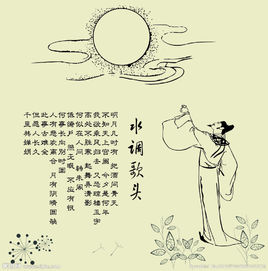 水调歌头
明月几时有 把酒问青天
不知天上宫阙 今夕是何年
我欲乘风归去 又恐琼楼玉宇
高处不胜寒 起舞弄清影
何似在人间 转朱阁
低绮户 照无眠 不应有恨
何事长向别时圆
人有悲欢离合 月有阴晴圆缺
此事古难全
但愿人长久
千里共婵娟